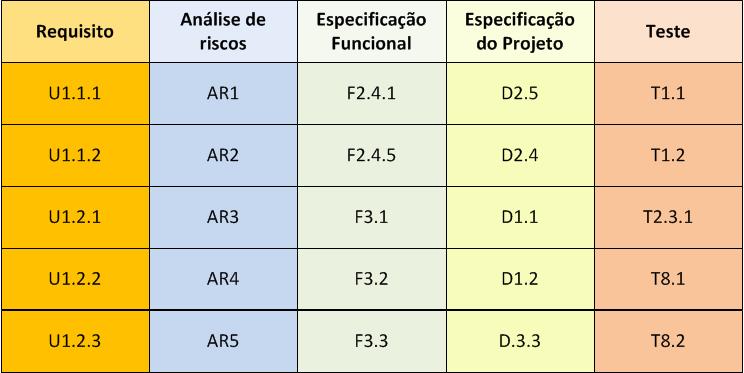 Requisito
Análise de
riscos
Especificação
Funcional
Especificação
do Projeto
Teste
U1.1.1 AR1 F2.4.1 D2.5 T1.1
U1.1.2 AR2 F2.4.5 D2.4 T1.2
U1.2.1 AR3 F3.1 D1.1 T2.3.1
U1.2.2 AR4 F3.2 D1.2 T8.1
U1.2.3 AR5 F3.3 D.3.3 T8.2